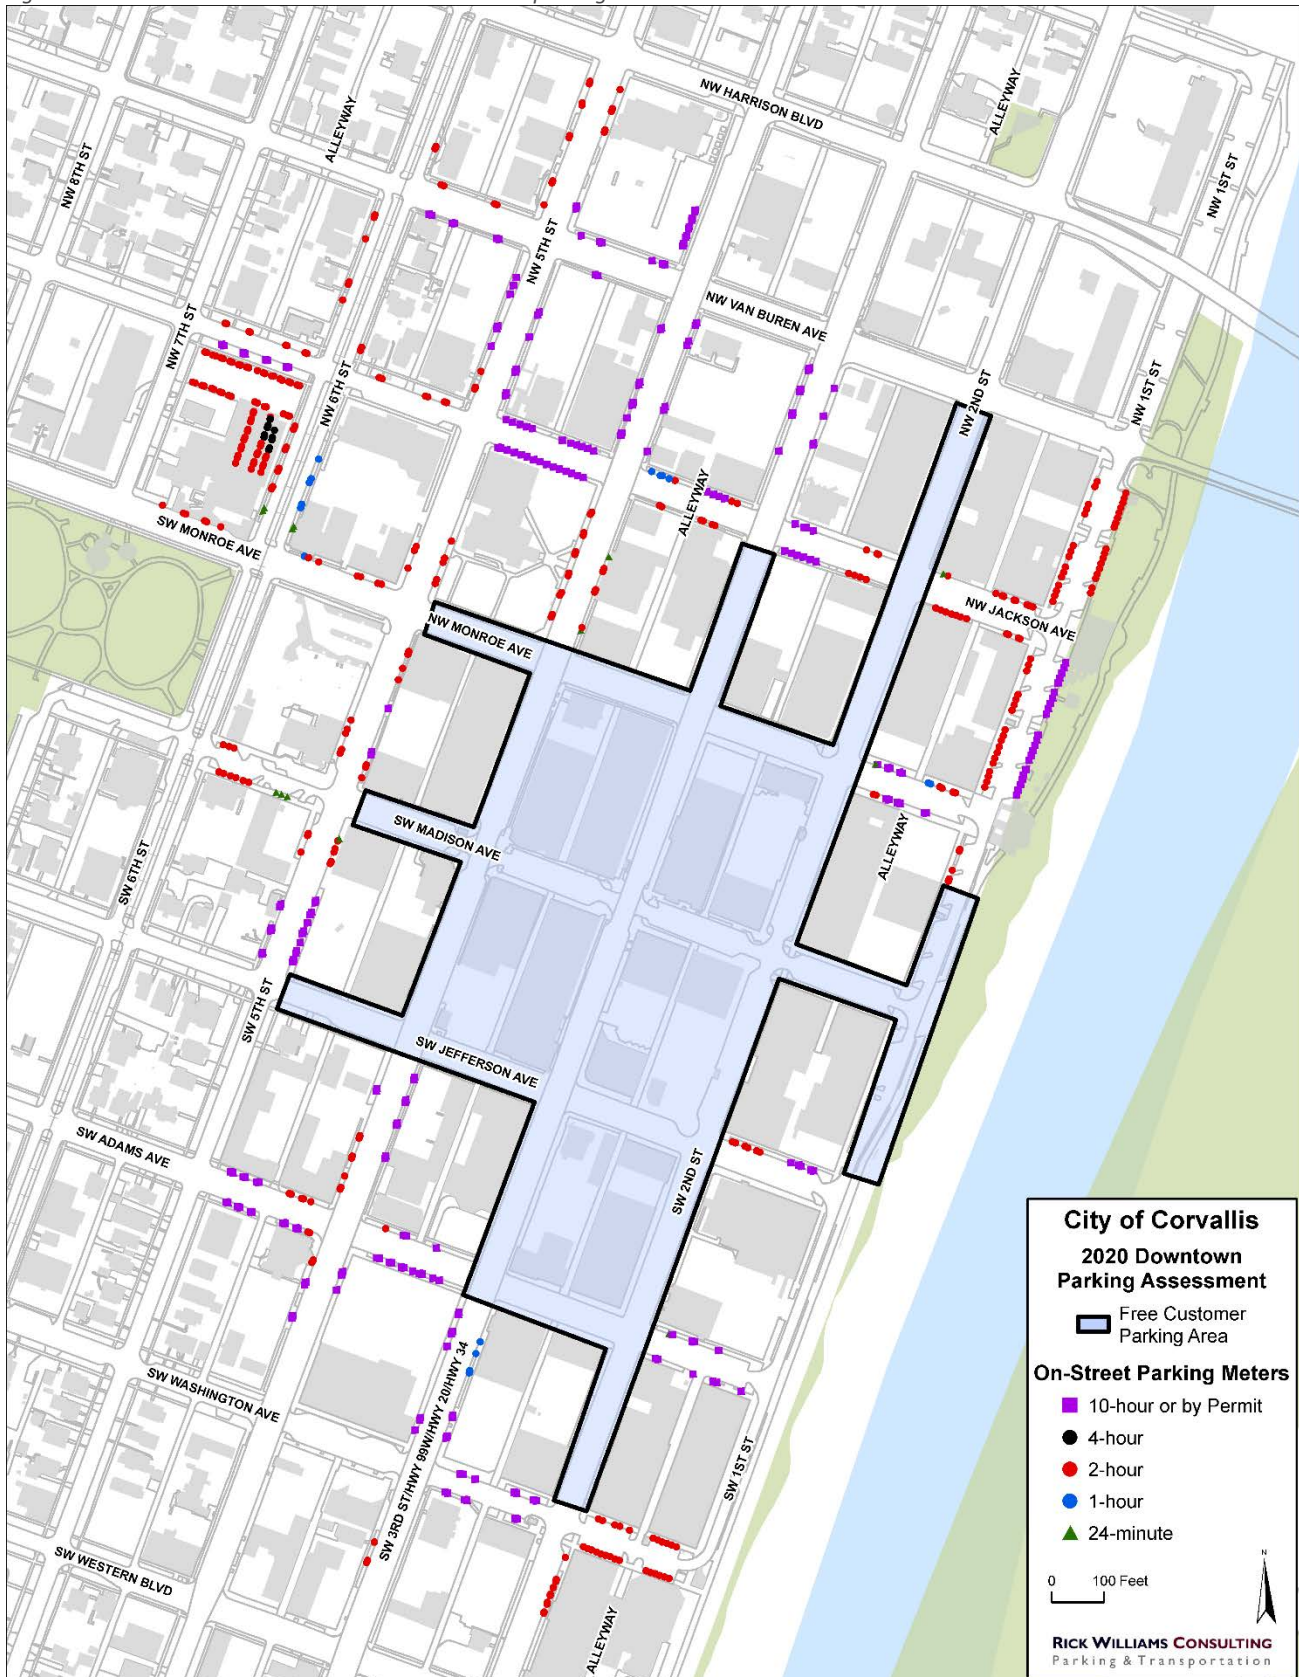 NW HARRISON BLVD
ALLEYWAY
ALLEYWAY
NW 8TH ST
NW 1ST ST
NW 5TH ST
NW VAN BUREN AVE
NW 7TH ST
NW 6TH ST
NW 2ND ST
NW 1ST ST
ALLEYWAY
SW MONROE AVE
NW JACKSON AVE
NW MONROE AVE
SW MADISON AVE
ALLEYWAY
SW 6TH ST
SW 5TH ST
SW JEFFERSON AVE
SW ADAMS AVE
SW 2ND ST
SW WASHINGTON AVE
SW 3RD ST/HWY 99W/HWY 20/HWY 34
SW 1ST ST
SW WESTERN BLVD
ALLEYWAY
City of Corvallis
2020 Downtown
Parking Assessment
Free Customer
Parking Area
On-Street Parking Meters
10-hour or by Permit
4-hour
2-hour
1-hour
24-minute
N
0 100 Feet
RICK WILLIAMS CONSULTING
Parking & Transportation